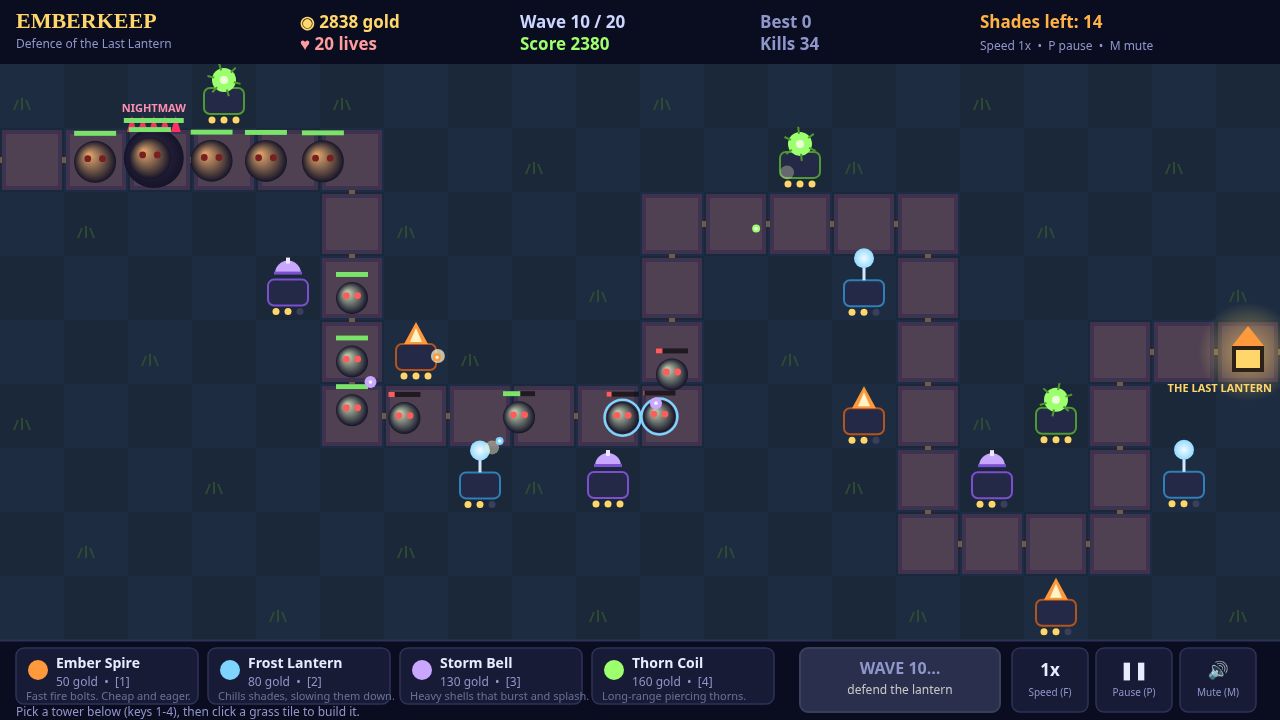 EMBERKEEP
Defence of the Last Lantern
◉ 2838 gold
♥ 20 lives
Wave 10 / 20
Score 2380
Best 0
Kills 34
Shades left: 14
Speed 1x • P pause • M mute
NIGHTMAW
THE LAST LANTERN
Ember Spire
50 gold • [1]
Fast fire bolts. Cheap and eager.
Frost Lantern
80 gold • [2]
Chills shades, slowing them down.
Storm Bell
130 gold • [3]
Heavy shells that burst and splash.
Thorn Coil
160 gold • [4]
Long-range piercing thorns.
WAVE 10...
defend the lantern
1x
Speed (F)
Pause (P)
Mute (M)
Pick a tower below (keys 1-4), then click a grass tile to build it.